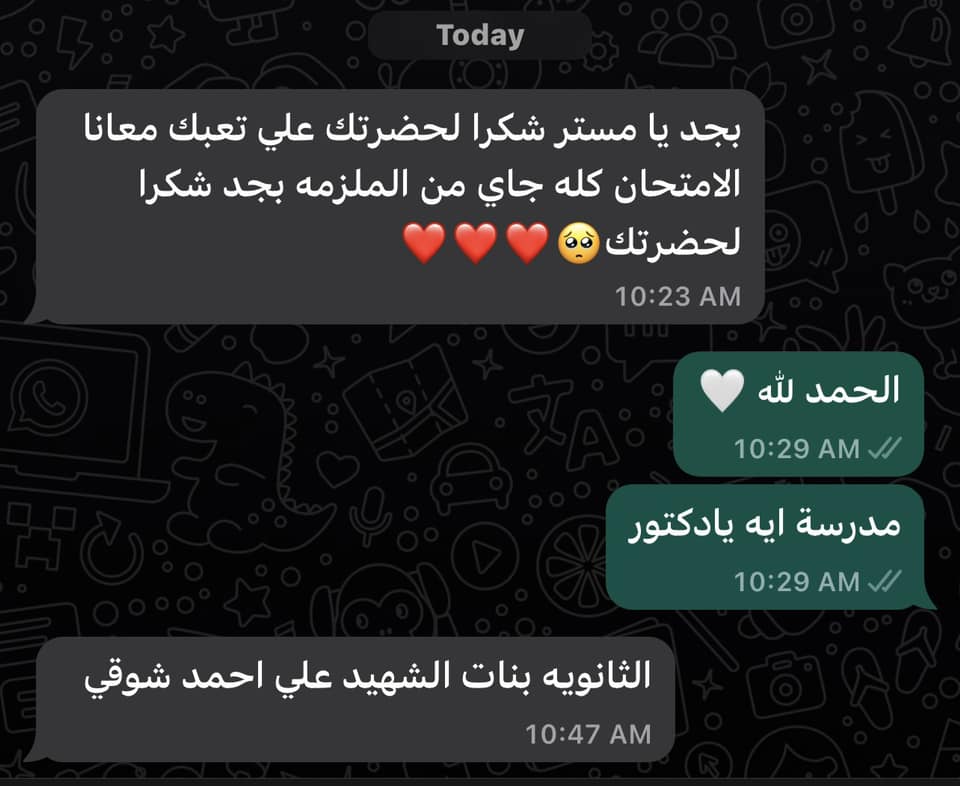 Today
بجد يا مستر شكرا لحضرتك علي تعبك معانا
الامتحان كله جاي من الملزمه بجد شكرا
لحضرتك🥺❤️❤️❤️
10:23 AM
الحمد لله 🤍
10:29 AM
مدرسة ايه يادكتور
10:29 AM
الثانويه بنات الشهيد علي احمد شوقي
10:47 AM